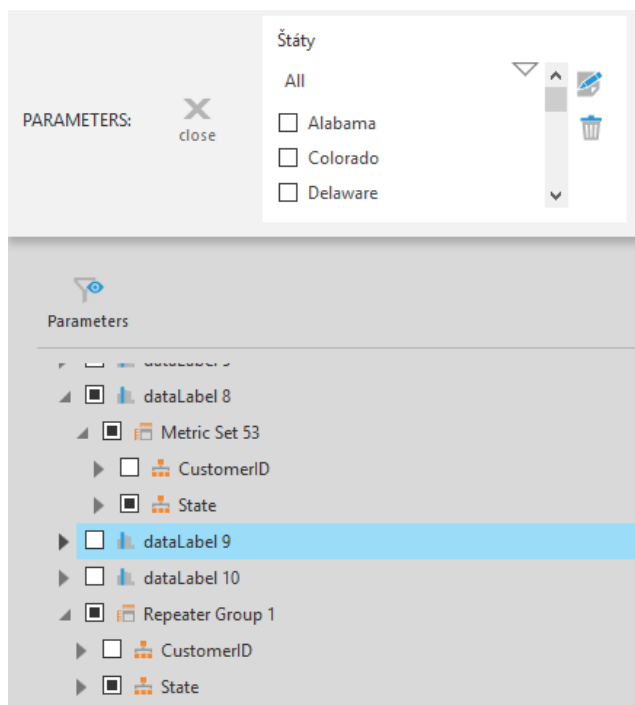 Štáty
All
PARAMETERS:
close
Alabama
Colorado
Delaware
Parameters
dataLabel 8
Metric Set 53
CustomerID
State
dataLabel 9
dataLabel 10
Repeater Group 1
CustomerID
State